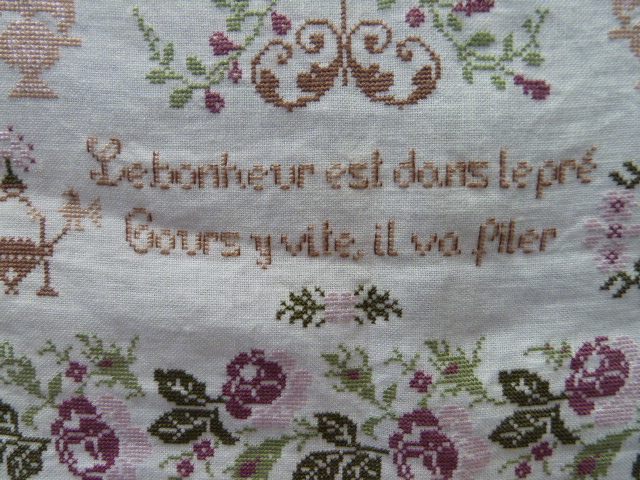 Le bonheur est dans le pré
Cours y vite, il va filer